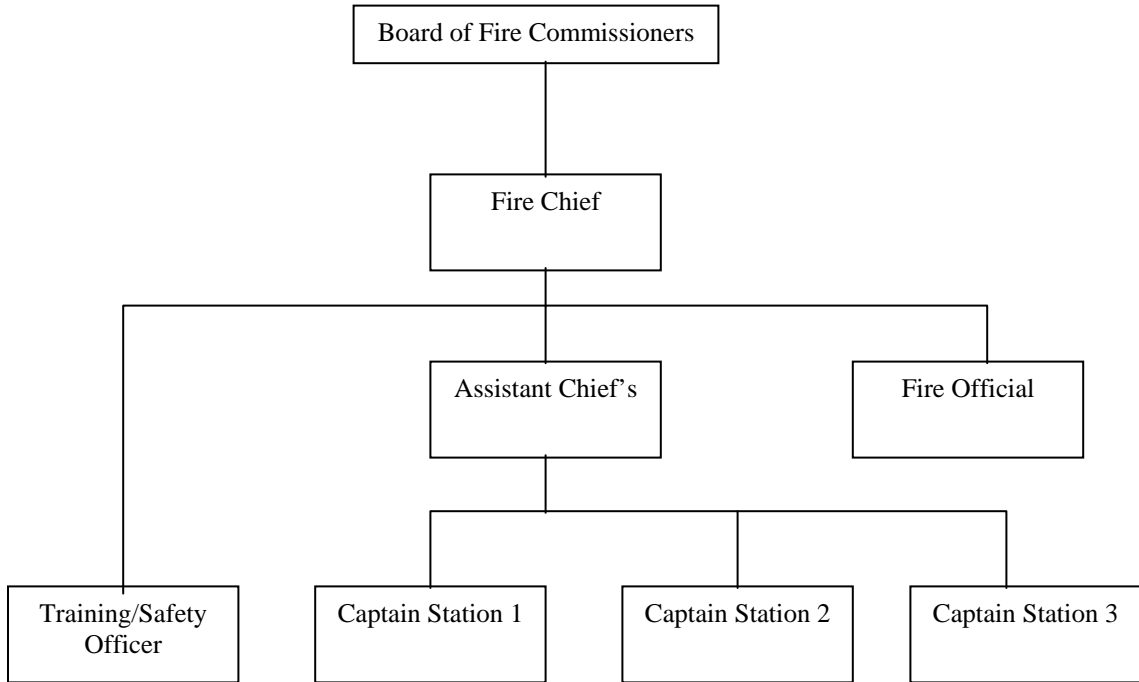 Board of Fire Commissioners
Fire Chief
Assistant Chief’s
Fire Official
Training/Safety
Officer
Captain Station 1
Captain Station 2
Captain Station 3